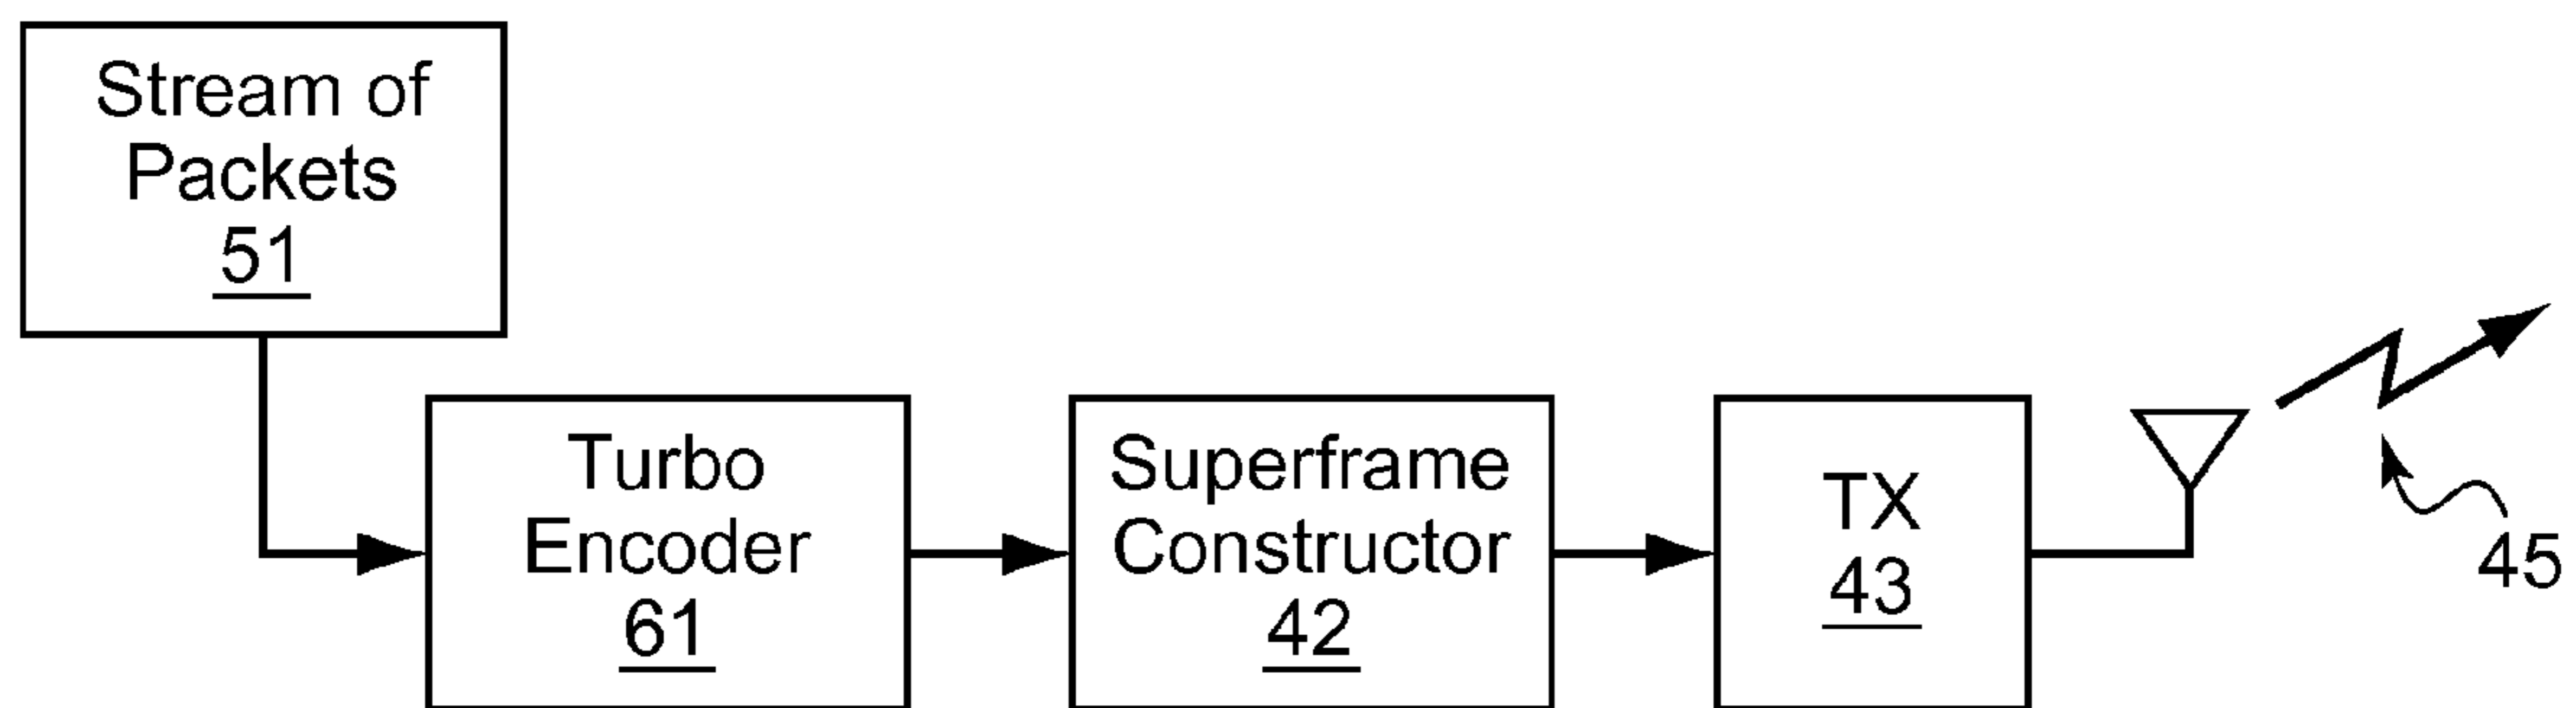 Stream of
Packets
51
Turbo
Encoder
61
Superframe
Constructor
42
TX
43
45